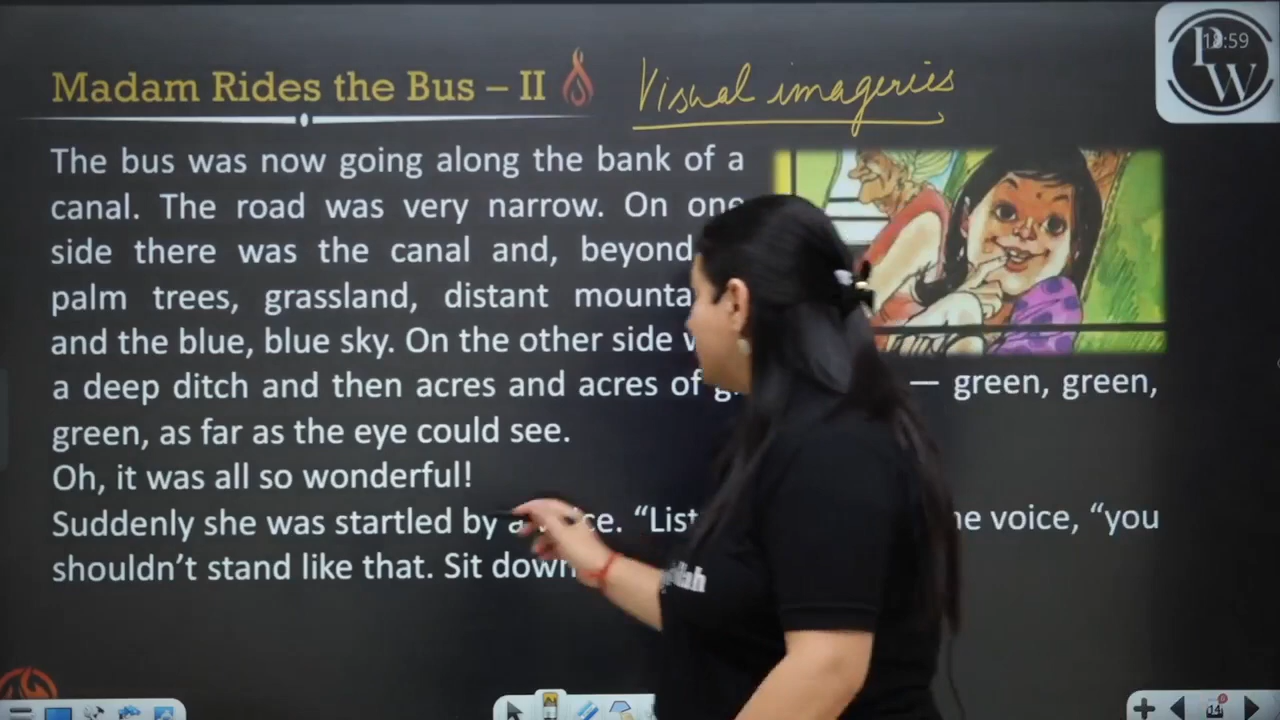 Madam Rides the Bus – II
Visual imageries
PW
18:59
The bus was now going along the bank of a
canal. The road was very narrow. On one
side there was the canal and, beyond
palm trees, grassland, distant
and the blue, blue sky. On the other side
a deep ditch and then acres and acres of — green, green,
green, as far as the eye could see.
Oh, it was all so wonderful!
Suddenly she was startled by a voice. “ voice, “you
shouldn’t stand like that. Sit down
14